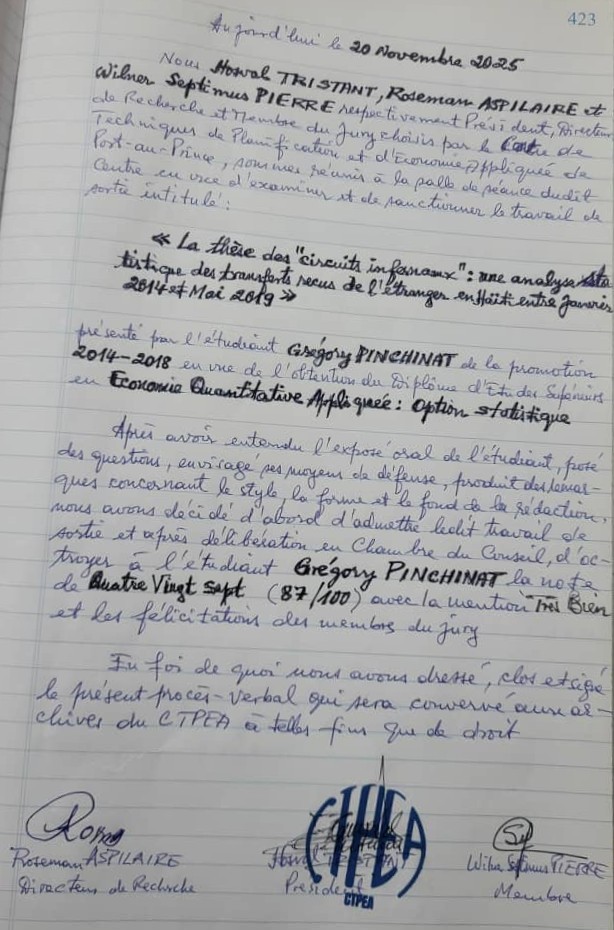 423
Aujourd'hui le 20 Novembre 2025
Nous Hosval TRISTANT, Roseman ASPILAIRE et
Wilner Septimus PIERRE respectivement Président, Directeur
de Recherche et Membre du Jury choisis par le Centre de
Techniques de Planification et d'Economie Appliquée de
Port-au-Prince, sommes réunis à la salle de séance dudit
Centre en vue d'examiner et de sanctionner le travail de
sortie intitulé :
« La thèse des "circuits infernaux" : une analyse sta
tistique des transferts recus de l'étranger en Haïti entre Janvier
2014 et Mai 2019 »
présenté par l'étudiant Grégory PINCHINAT de la promotion
2014-2018 en vue de l'obtention du Diplôme d'Etudes Supérieures
en Economie Quantitative Appliquée : Option statistique
Après avoir entendu l'exposé oral de l'étudiant, posé
des questions, envisagé ses moyens de défense, produit des remar-
ques concernant le style, la forme et le fond de la rédaction,
nous avons décidé d'abord d'admettre ledit travail de
sortie et après délibération en Chambre du Conseil, d'oc-
troyer à l'étudiant Grégory PINCHINAT la note
de Quatre Vingt sept (87/100) avec la mention Très Bien
et les félicitations des membres du jury
En foi de quoi nous avons dressé, clos et signé
le présent procès-verbal qui sera conservé aux ar-
chives du CTPEA à telles fins que de droit
Roseman ASPILAIRE Hosval TRISTANT Wilner Septimus PIERRE
Directeur de Recherche Président Membre
CTPEA
CTPEA